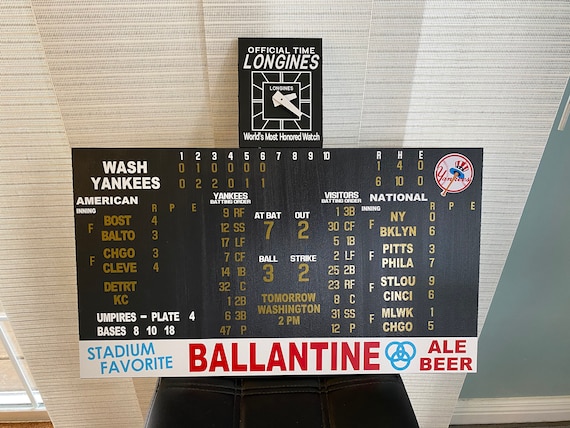 OFFICIAL TIME
LONGINES
LONGINES
World's Most Honored Watch
1 2 3 4 5 6 7 8 9 10 R H E
WASH 0 1 0 0 0 0 1 4 0
YANKEES 0 2 2 0 1 1 6 10 0
Yankees
AMERICAN
INNING R P E
F BOST 4
BALTO 3
F CHGO 3
CLEVE 4
DETRT
KC
UMPIRES - PLATE 4
BASES 8 10 18
YANKEES
BATTING ORDER
9 RF
12 SS
17 LF
7 CF
14 1B
32 C
1 2B
6 3B
47 P
AT BAT OUT
7 2
BALL STRIKE
3 2
TOMORROW
WASHINGTON
2 PM
VISITORS
BATTING ORDER
1 3B
30 CF
5 1B
2 LF
25 2B
23 RF
8 C
31 SS
12 P
NATIONAL
INNING R P E
F NY
BKLYN 6
F PITTS 3
PHILA 7
F STLOU 9
CINCI 6
F MLWK 1
CHGO 5
STADIUM
FAVORITE
BALLANTINE
ALE
BEER